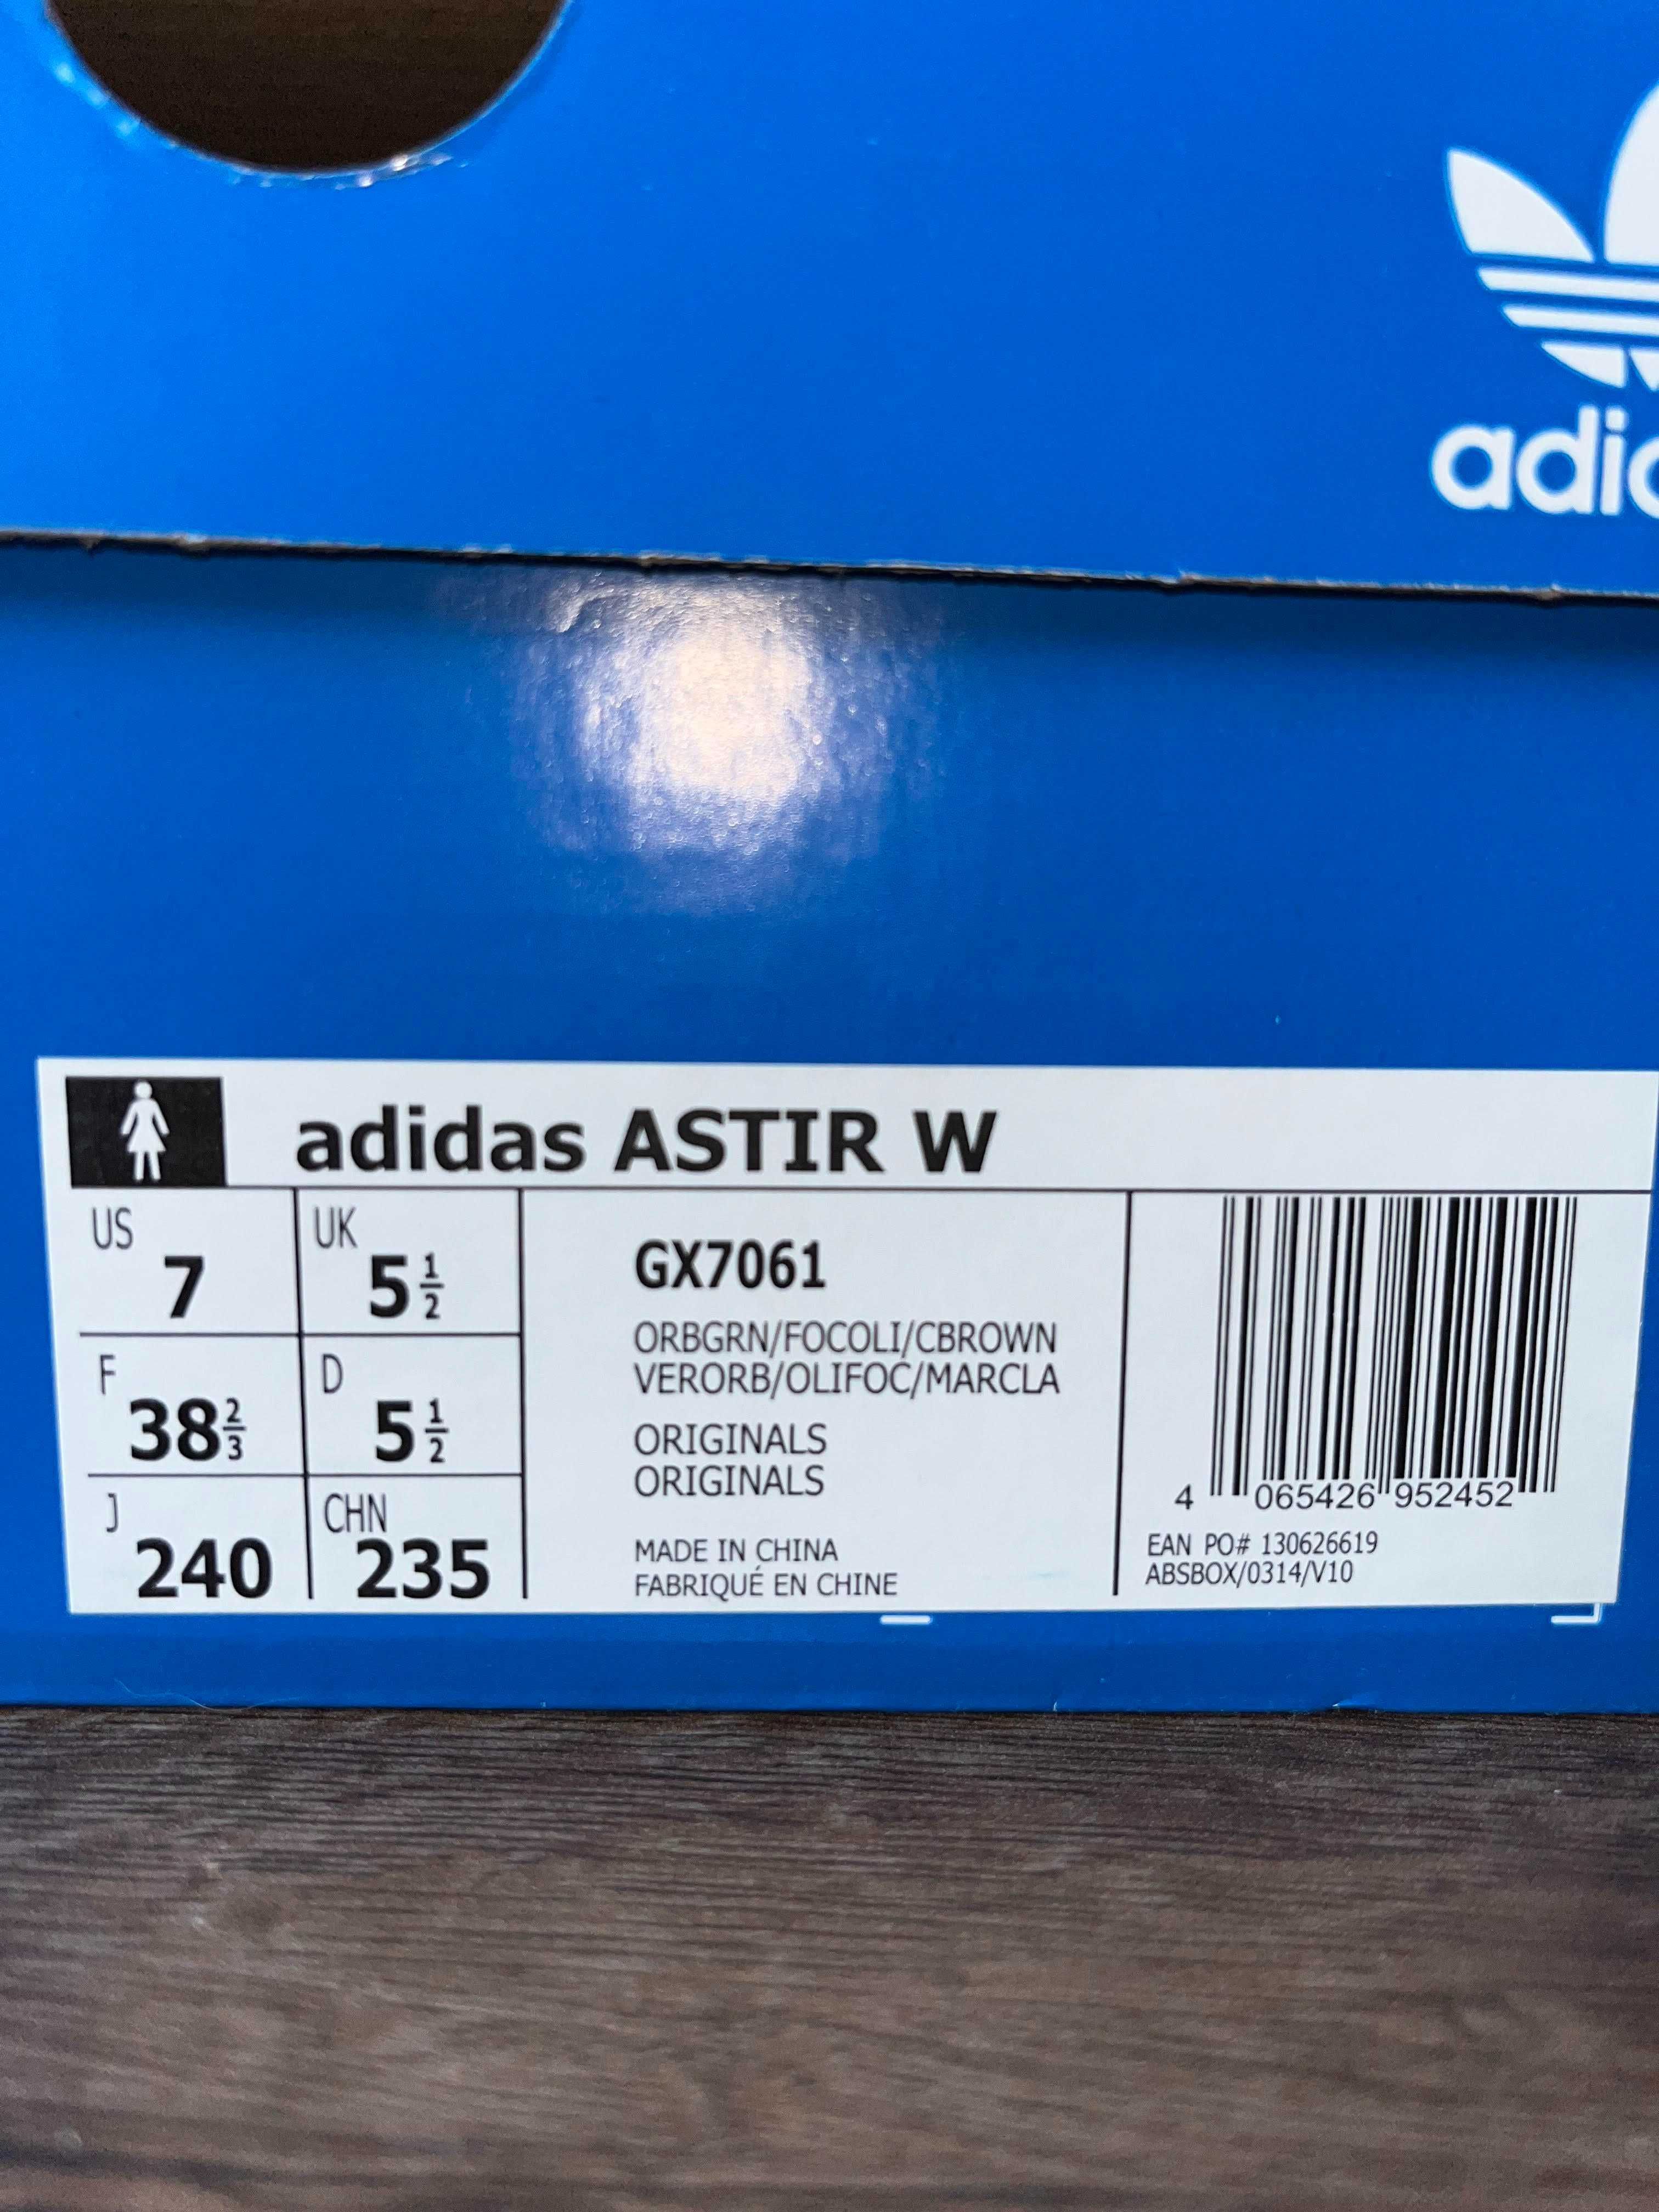 adi
adidas ASTIR W
US 7 UK 5 1/2
F 38 2/3 D 5 1/2
J 240 CHN 235
GX7061
ORBGRN/FOCOLI/CBROWN
VERORB/OLIFOC/MARCLA
ORIGINALS
ORIGINALS
MADE IN CHINA
FABRIQUÉ EN CHINE
4 065426 952452
EAN PO# 130626619
ABSBOX/0314/V10